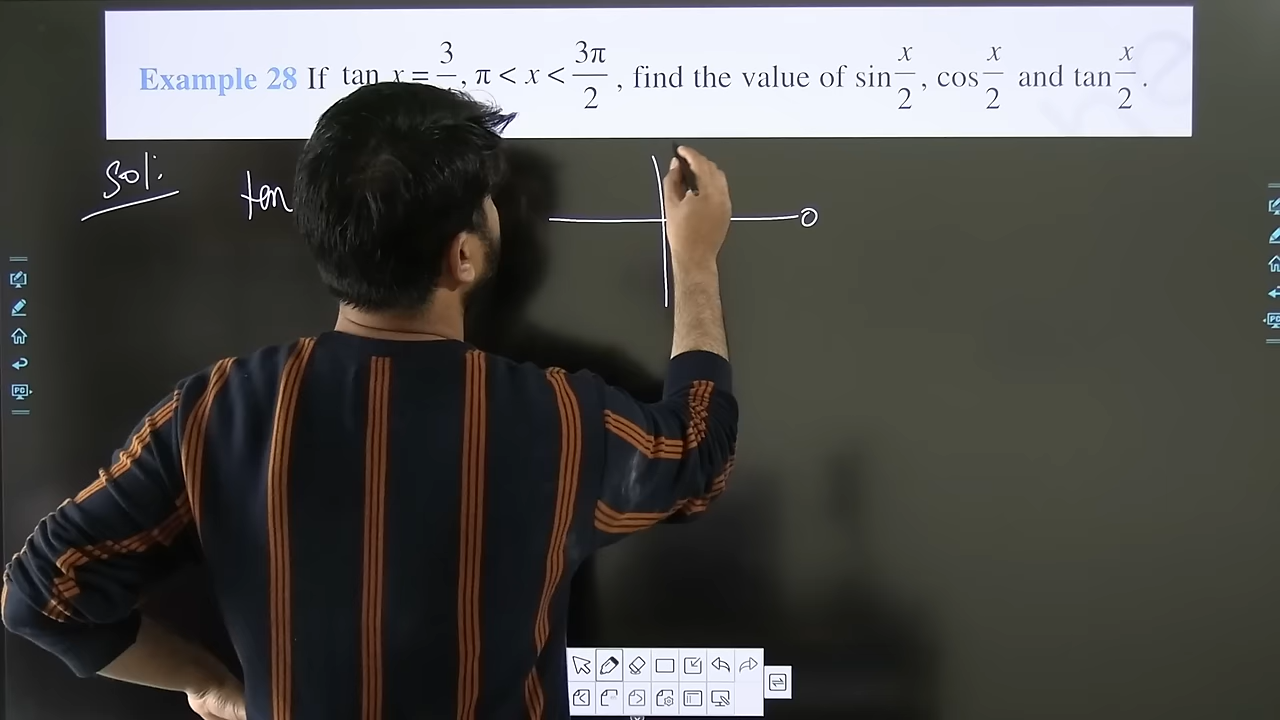 Example 28 If tan x = 3/, π < x < 3π/2, find the value of sin x/2, cos x/2 and tan x/2.
Sol:
tan
0